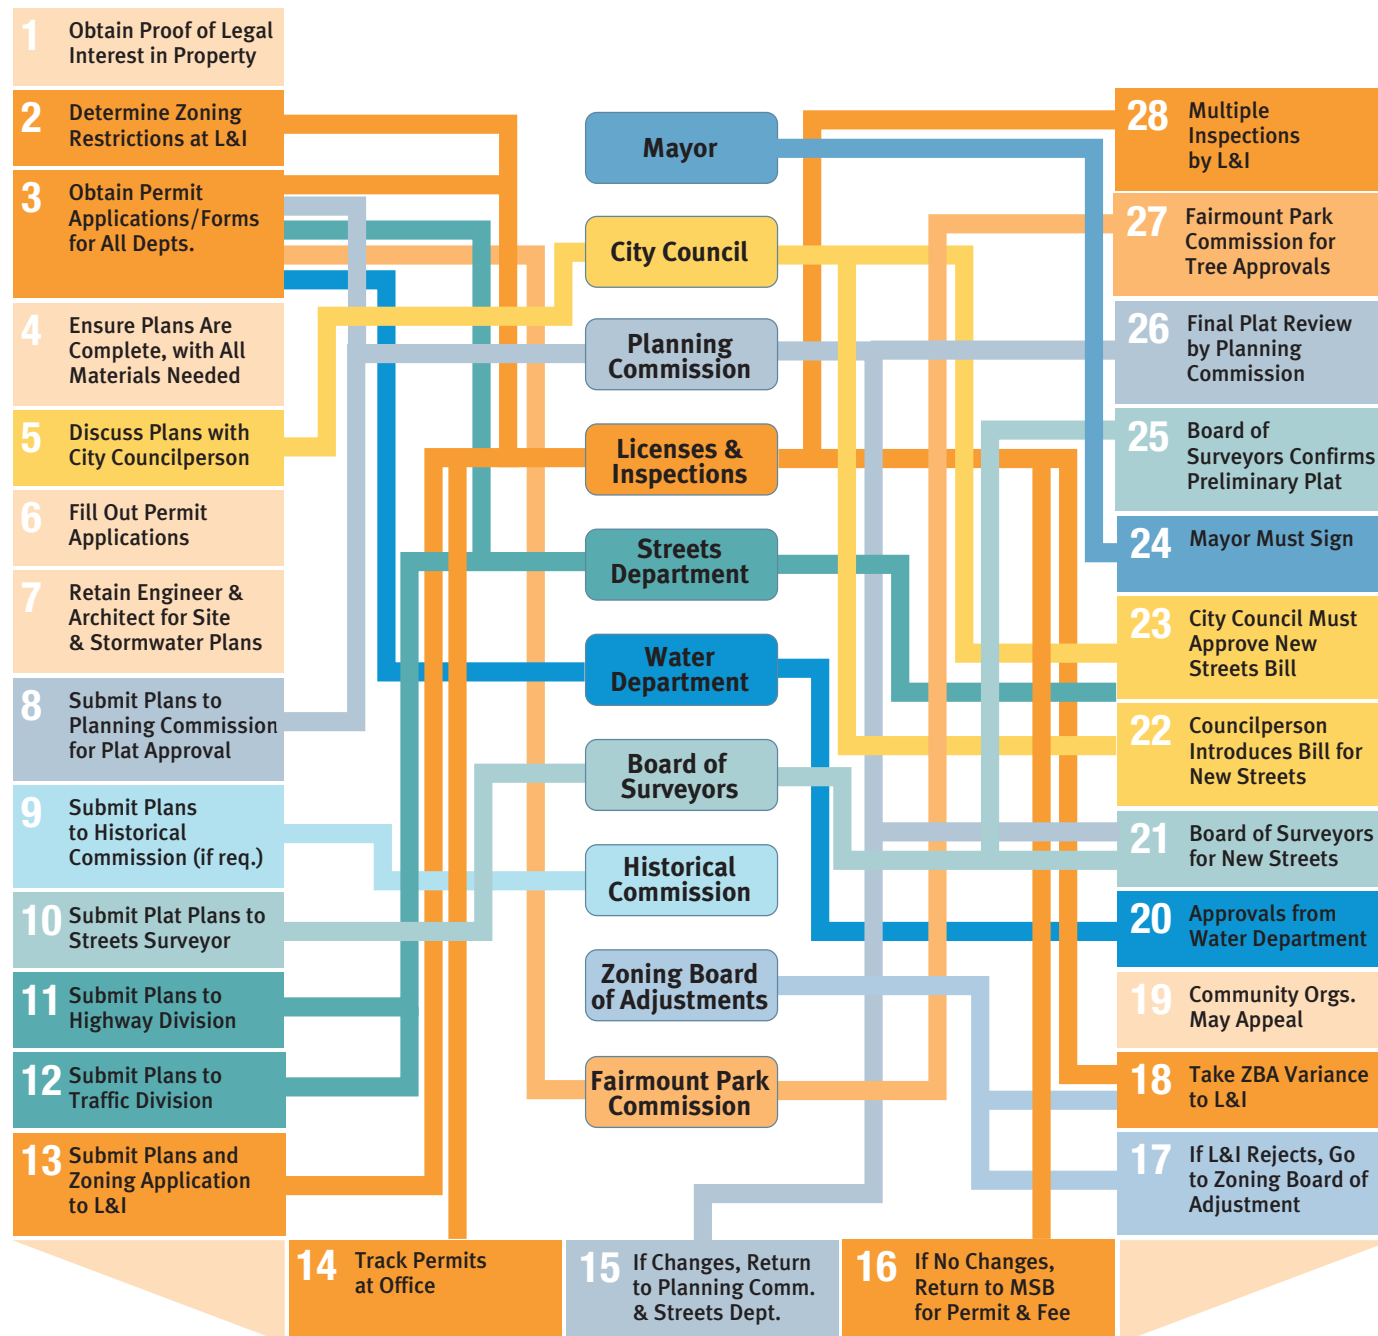 1
Obtain Proof of Legal
Interest in Property
2
Determine Zoning
Restrictions at L&I
3
Obtain Permit
Applications/Forms
for All Depts.
4
Ensure Plans Are
Complete, with All
Materials Needed
5
Discuss Plans with
City Councilperson
6
Fill Out Permit
Applications
7
Retain Engineer &
Architect for Site
& Stormwater Plans
8
Submit Plans to
Planning Commission
for Plat Approval
9
Submit Plans
to Historical
Commission (if req.)
10
Submit Plat Plans to
Streets Surveyor
11
Submit Plans to
Highway Division
12
Submit Plans to
Traffic Division
13
Submit Plans and
Zoning Application
to L&I
14
Track Permits
at Office
15
If Changes, Return
to Planning Comm.
& Streets Dept.
16
If No Changes,
Return to MSB
for Permit & Fee
Mayor
City Council
Planning
Commission
Licenses &
Inspections
Streets
Department
Water
Department
Board of
Surveyors
Historical
Commission
Zoning Board
of Adjustments
Fairmount Park
Commission
28
Multiple
Inspections
by L&I
27
Fairmount Park
Commission for
Tree Approvals
26
Final Plat Review
by Planning
Commission
25
Board of
Surveyors Confirms
Preliminary Plat
24
Mayor Must Sign
23
City Council Must
Approve New
Streets Bill
22
Councilperson
Introduces Bill for
New Streets
21
Board of Surveyors
for New Streets
20
Approvals from
Water Department
19
Community Orgs.
May Appeal
18
Take ZBA Variance
to L&I
17
If L&I Rejects, Go
to Zoning Board of
Adjustment